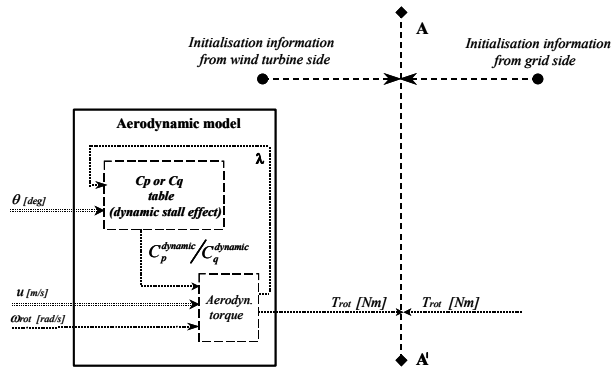 A
Initialisation information
from wind turbine side
Initialisation information
from grid side
Aerodynamic model
λ
Cp or Cq
table
(dynamic stall effect)
θ [deg]
C_p^dynamic / C_q^dynamic
u [m/s]
Aerodyn.
torque
Trot [Nm]
Trot [Nm]
ωrot [rad/s]
A'